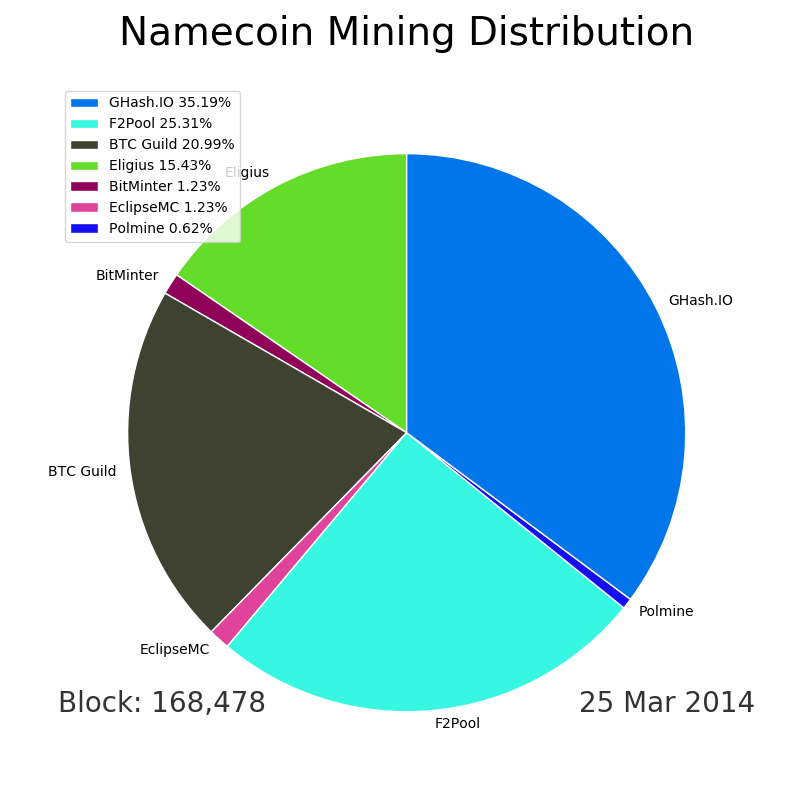 Namecoin Mining Distribution
GHash.IO 35.19%
F2Pool 25.31%
BTC Guild 20.99%
Eligius 15.43%
BitMinter 1.23%
EclipseMC 1.23%
Polmine 0.62%
Eligius
BitMinter
GHash.IO
BTC Guild
Polmine
EclipseMC
Block: 168,478
25 Mar 2014
F2Pool